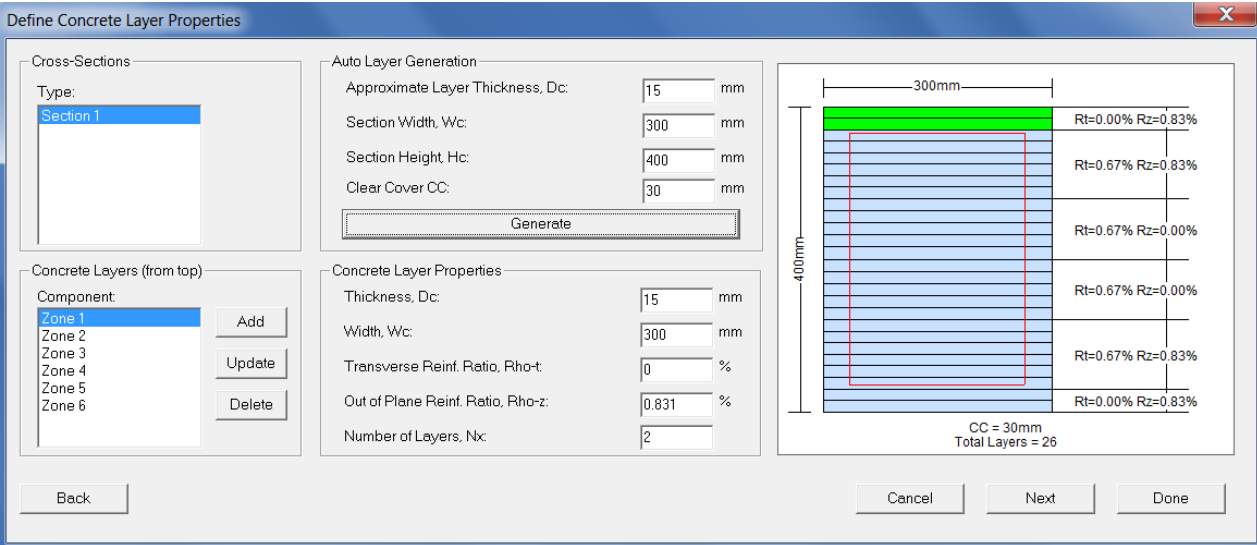 Define Concrete Layer Properties
X
Cross-Sections
Type:
Section 1
Auto Layer Generation
Approximate Layer Thickness, Dc: 15 mm
Section Width, Wc: 300 mm
Section Height, Hc: 400 mm
Clear Cover CC: 30 mm
Generate
Concrete Layers (from top)
Component:
Zone 1
Zone 2
Zone 3
Zone 4
Zone 5
Zone 6
Add
Update
Delete
Concrete Layer Properties
Thickness, Dc: 15 mm
Width, Wc: 300 mm
Transverse Reinf. Ratio, Rho-t: 0 %
Out of Plane Reinf. Ratio, Rho-z: 0.831 %
Number of Layers, Nx: 2
300mm
400mm
Rt=0.00% Rz=0.83%
Rt=0.67% Rz=0.83%
Rt=0.67% Rz=0.00%
Rt=0.67% Rz=0.00%
Rt=0.67% Rz=0.83%
Rt=0.00% Rz=0.83%
CC = 30mm
Total Layers = 26
Back
Cancel
Next
Done